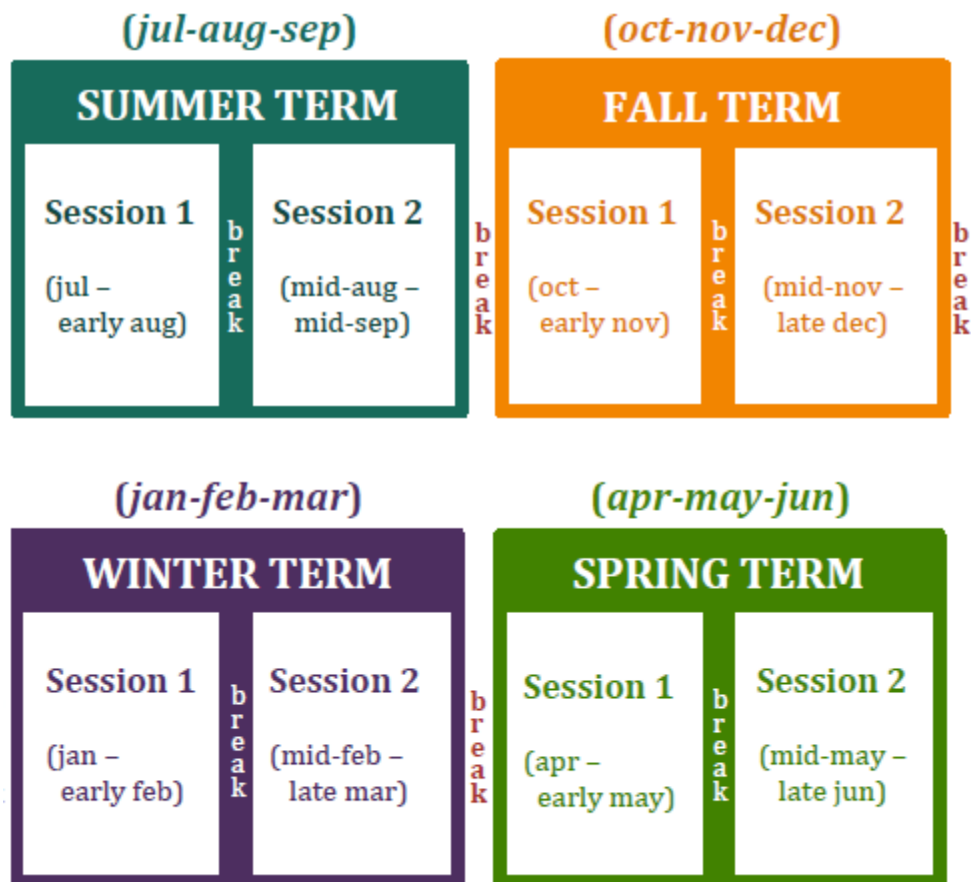 (jul-aug-sep)
SUMMER TERM
Session 1
(jul –
early aug)
break
Session 2
(mid-aug –
mid-sep)
break
(oct-nov-dec)
FALL TERM
Session 1
(oct –
early nov)
break
Session 2
(mid-nov –
late dec)
break
(jan-feb-mar)
WINTER TERM
Session 1
(jan –
early feb)
break
Session 2
(mid-feb –
late mar)
break
(apr-may-jun)
SPRING TERM
Session 1
(apr –
early may)
break
Session 2
(mid-may –
late jun)